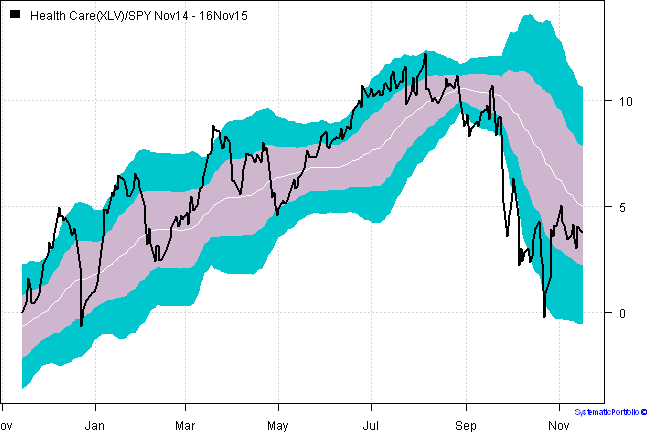 Health Care(XLV)/SPY Nov14 - 16Nov15
10
5
0
ov Jan Mar May Jul Sep Nov
SystematicPortfolio ©